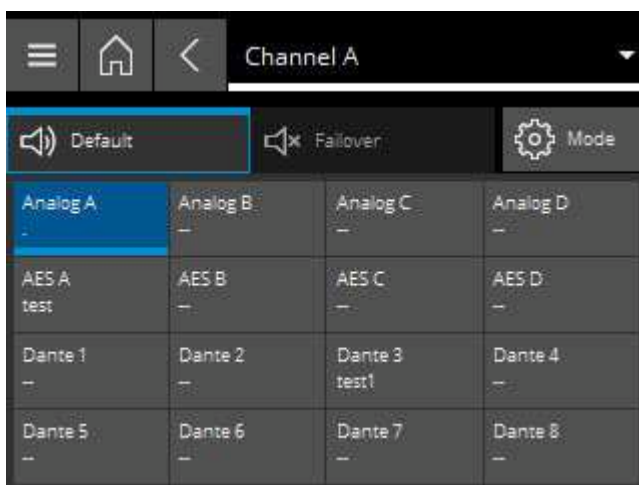 Channel A
Default
Failover
Mode
Analog A
Analog B
Analog C
Analog D
-
--
--
--
AES A
AES B
AES C
AES D
test
--
--
--
Dante 1
Dante 2
Dante 3
Dante 4
--
--
test1
--
Dante 5
Dante 6
Dante 7
Dante 8
--
--
--
--